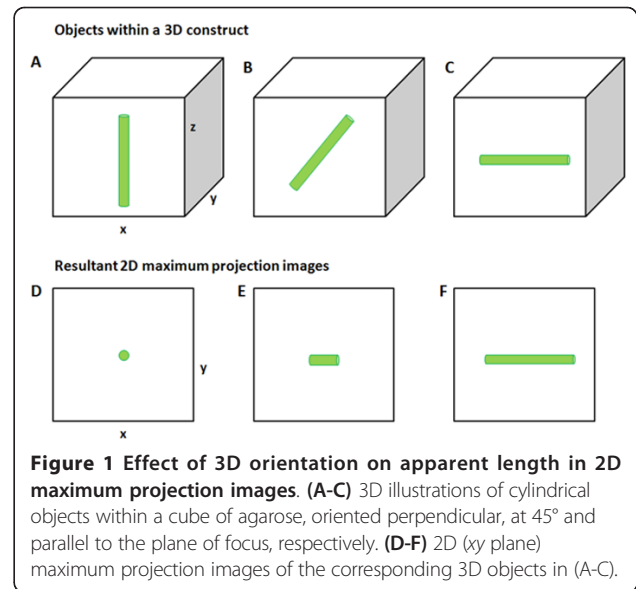 Objects within a 3D construct
A B C
z
y
x
Resultant 2D maximum projection images
D E F
y
x
Figure 1 Effect of 3D orientation on apparent length in 2D
maximum projection images. (A-C) 3D illustrations of cylindrical
objects within a cube of agarose, oriented perpendicular, at 45° and
parallel to the plane of focus, respectively. (D-F) 2D (xy plane)
maximum projection images of the corresponding 3D objects in (A-C).